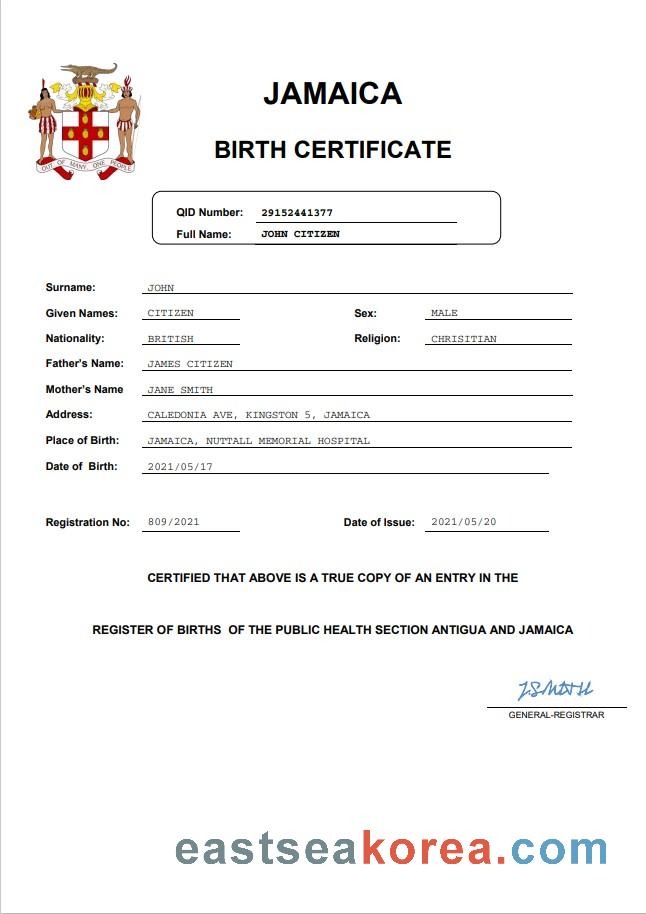 JAMAICA
BIRTH CERTIFICATE
OUT OF MANY, ONE PEOPLE
QID Number: 29152441377
Full Name: JOHN CITIZEN
Surname: JOHN
Given Names: CITIZEN Sex: MALE
Nationality: BRITISH Religion: CHRISITIAN
Father's Name: JAMES CITIZEN
Mother's Name JANE SMITH
Address: CALEDONIA AVE, KINGSTON 5, JAMAICA
Place of Birth: JAMAICA, NUTTALL MEMORIAL HOSPITAL
Date of Birth: 2021/05/17
Registration No: 809/2021 Date of Issue: 2021/05/20
CERTIFIED THAT ABOVE IS A TRUE COPY OF AN ENTRY IN THE
REGISTER OF BIRTHS OF THE PUBLIC HEALTH SECTION ANTIGUA AND JAMAICA
J.SMITH
GENERAL-REGISTRAR
eastseakorea.com